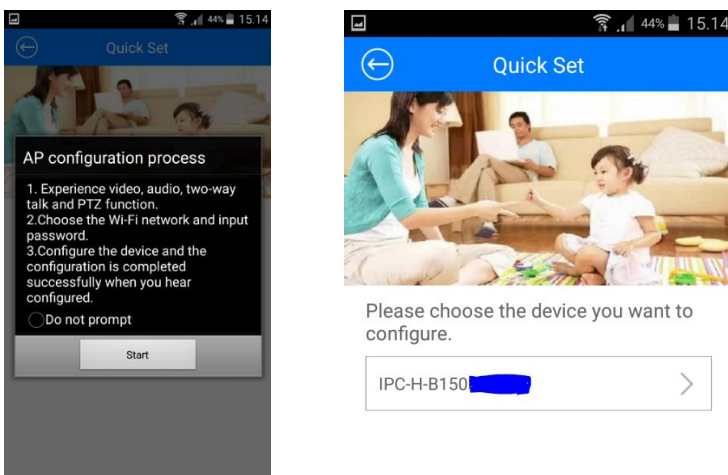 44% 15.14
Quick Set
AP configuration process
1. Experience video, audio, two-way
talk and PTZ function.
2.Choose the Wi-Fi network and input
password.
3.Configure the device and the
configuration is completed
successfully when you hear
configured.
Do not prompt
Start
44% 15.14
Quick Set
Please choose the device you want to
configure.
IPC-H-B150